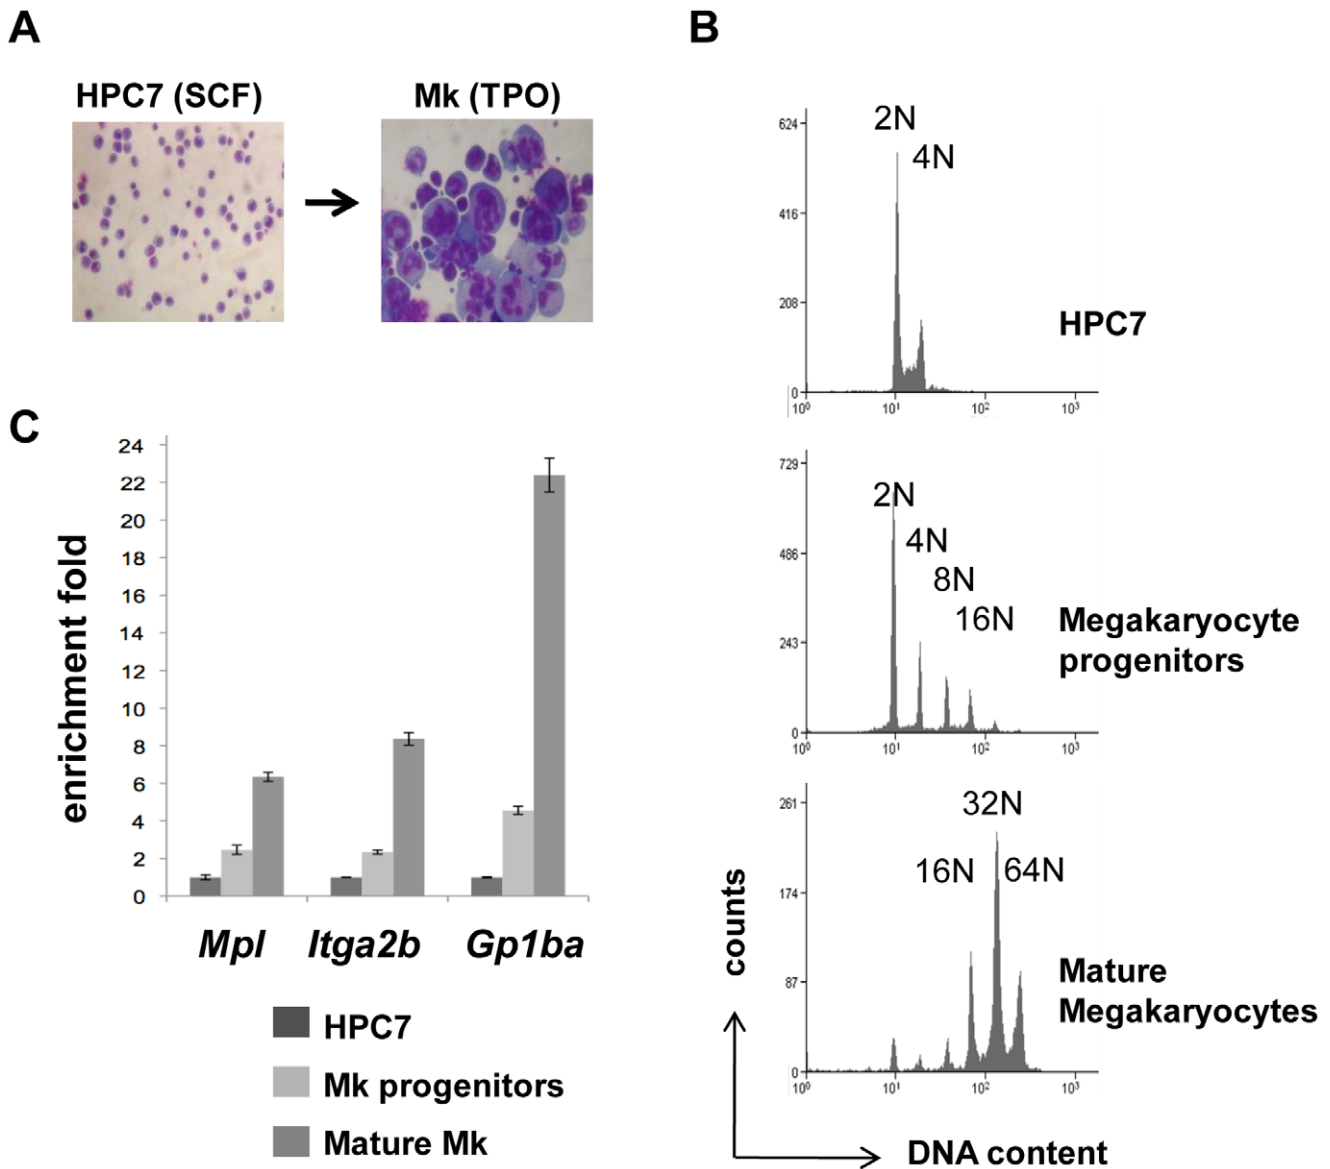 A
HPC7 (SCF)
Mk (TPO)
B
624
416
208
0
10⁰
10¹
10²
10³
2N
4N
HPC7
729
486
243
0
10⁰
10¹
10²
10³
2N
4N
8N
16N
Megakaryocyte
progenitors
261
174
87
0
10⁰
10¹
10²
10³
32N
16N
64N
Mature
Megakaryocytes
counts
DNA content
C
enrichment fold
24
22
20
18
16
14
12
10
8
6
4
2
0
Mpl
Itga2b
Gp1ba
HPC7
Mk progenitors
Mature Mk